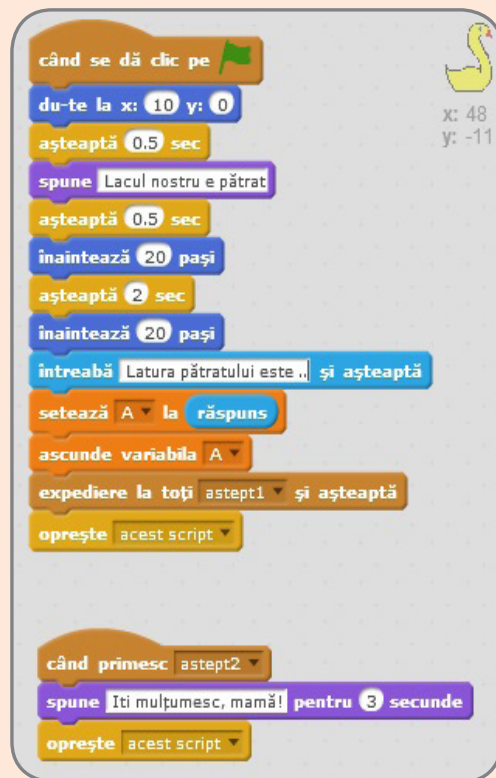 când se dă clic pe
du-te la x: 10 y: 0
așteaptă 0.5 sec
spune Lacul nostru e pătrat
așteaptă 0.5 sec
înaintează 20 pași
așteaptă 2 sec
înaintează 20 pași
întreabă Latura pătratului este .. și așteaptă
setează A la răspuns
ascunde variabila A
expediere la toți astept1 și așteaptă
oprește acest script
x: 48
y: -11
când primesc astept2
spune Iti mulțumesc, mamă! pentru 3 secunde
oprește acest script